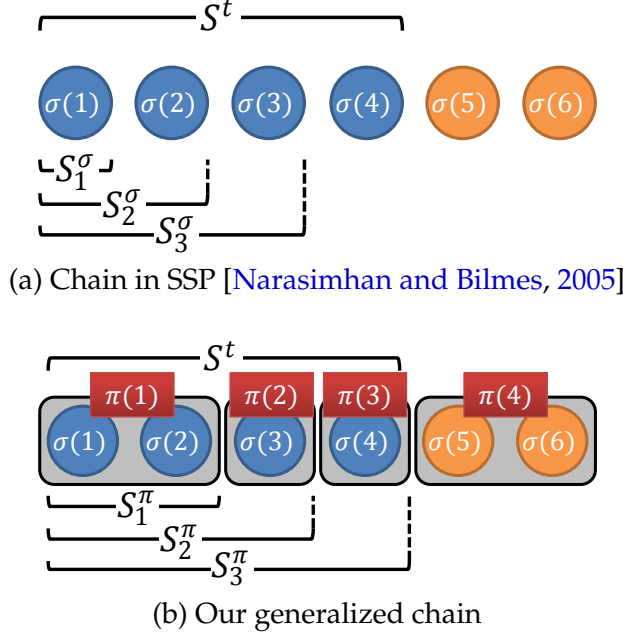 S^t
σ(1) σ(2) σ(3) σ(4) σ(5) σ(6)
S_1^σ
S_2^σ
S_3^σ
(a) Chain in SSP [Narasimhan and Bilmes, 2005]
S^t
π(1) π(2) π(3) π(4)
σ(1) σ(2) σ(3) σ(4) σ(5) σ(6)
S_1^π
S_2^π
S_3^π
(b) Our generalized chain